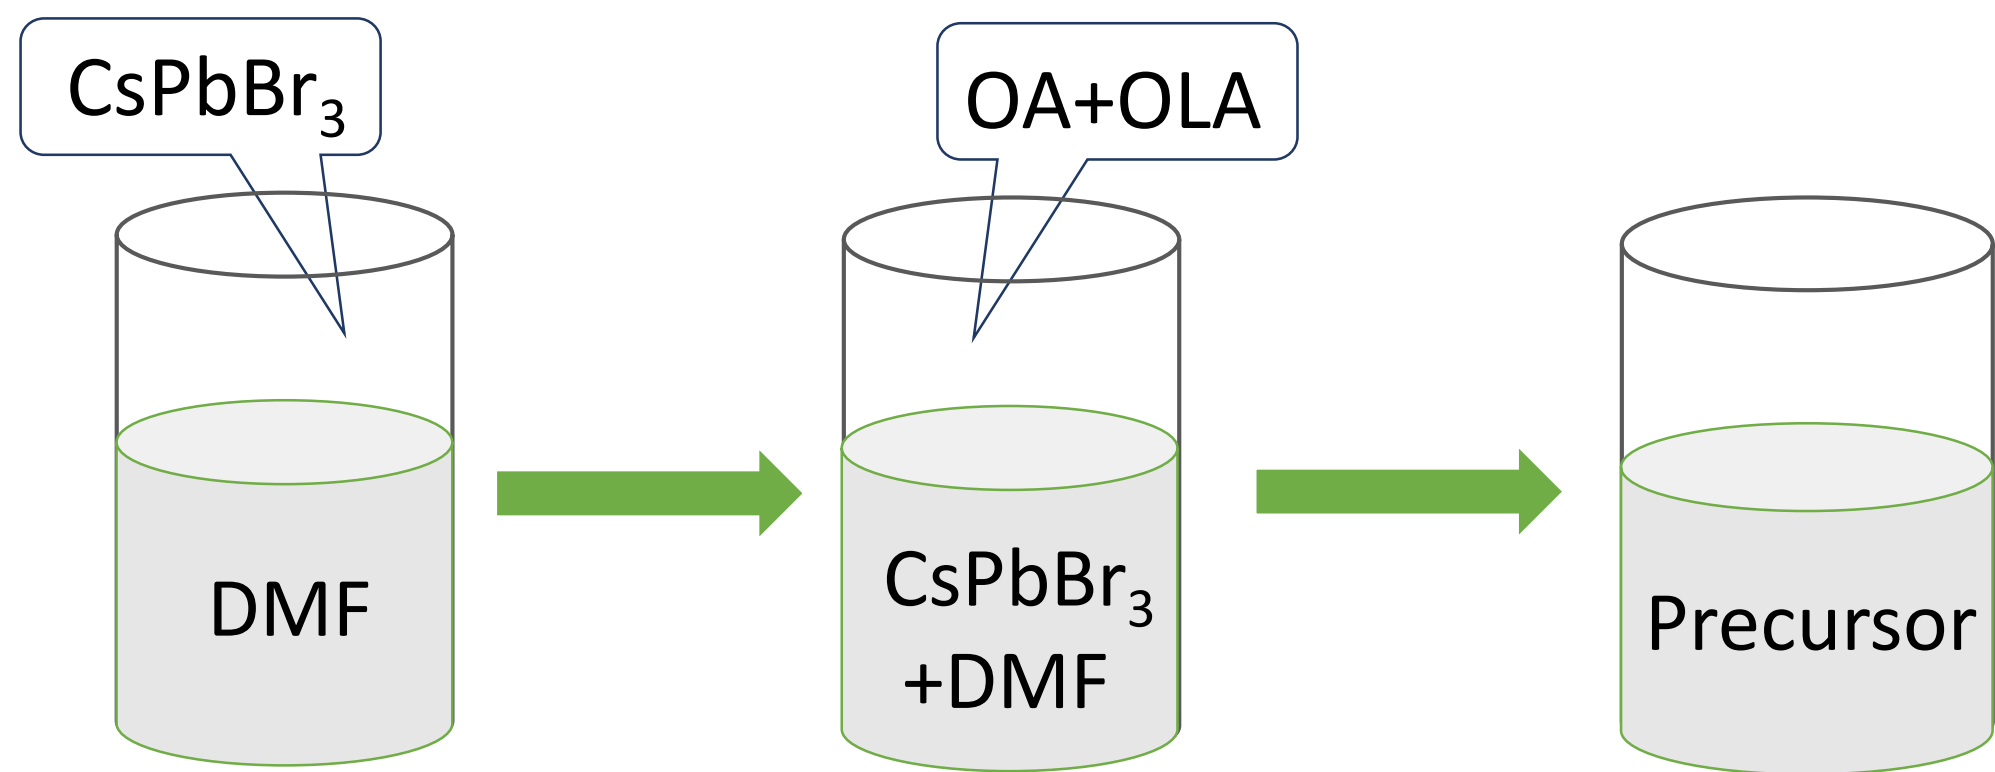 CsPbBr₃
OA+OLA
DMF
CsPbBr₃
+DMF
Precursor